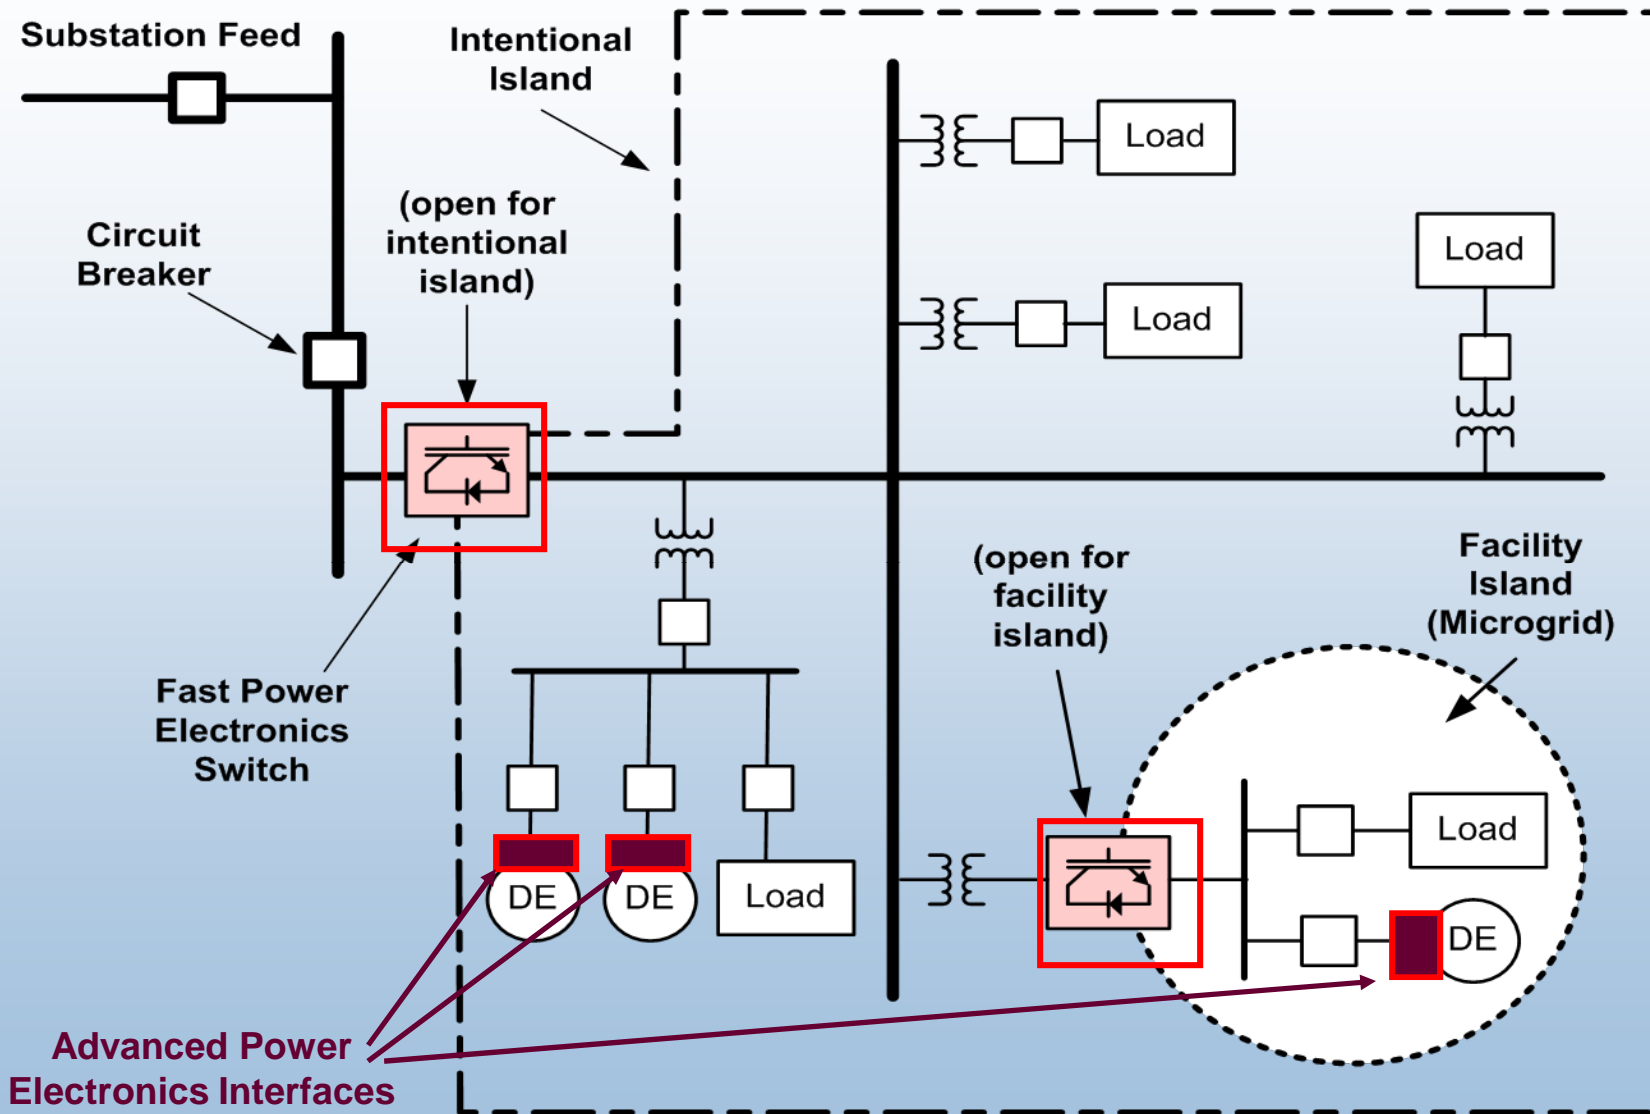 Substation Feed
Intentional
Island
Load
(open for
intentional
island)
Circuit
Breaker
Load
Load
(open for
facility
island)
Facility
Island
(Microgrid)
Fast Power
Electronics
Switch
Load
DE
DE
Load
DE
Advanced Power
Electronics Interfaces